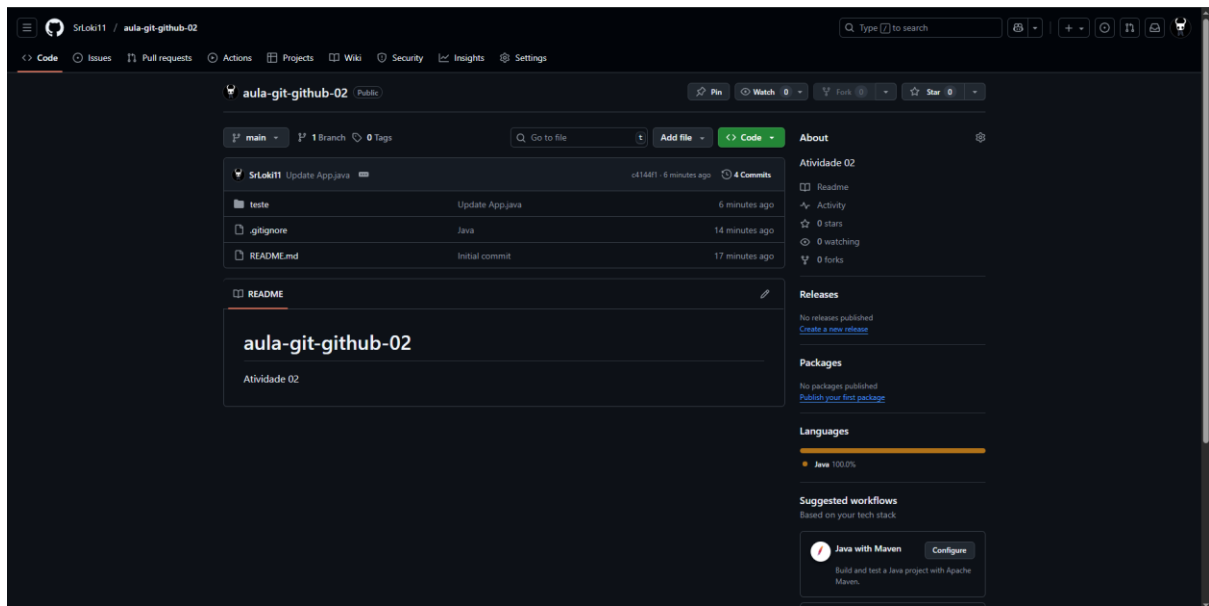 SrLoki11 / aula-git-github-02
Type / to search
Code Issues Pull requests Actions Projects Wiki Security Insights Settings
aula-git-github-02 Public
Pin Watch 0 Fork 0 Star 0
main 1 Branch 0 Tags
Go to file t Add file Code
SrLoki11 Update App.java c4144f1 · 6 minutes ago 4 Commits
teste Update App.java 6 minutes ago
.gitignore Java 14 minutes ago
README.md Initial commit 17 minutes ago
README
aula-git-github-02
Atividade 02
About
Atividade 02
Readme
Activity
0 stars
0 watching
0 forks
Releases
No releases published
Create a new release
Packages
No packages published
Publish your first package
Languages
Java 100.0%
Suggested workflows
Based on your tech stack
Java with Maven Configure
Build and test a Java project with Apache
Maven.